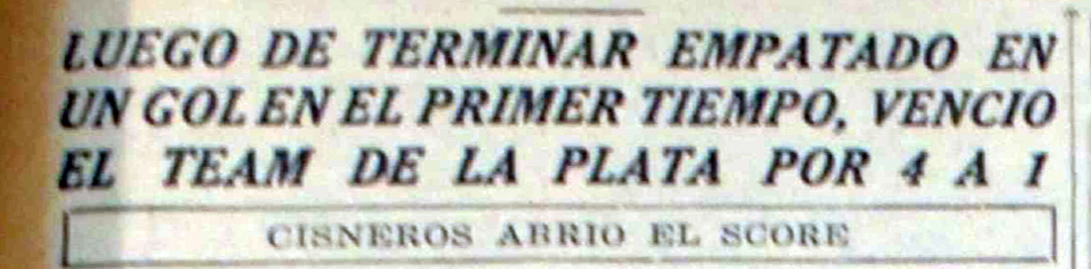 LUEGO DE TERMINAR EMPATADO EN
UN GOL EN EL PRIMER TIEMPO, VENCIO
EL TEAM DE LA PLATA POR 4 A 1
CISNEROS ABRIO EL SCORE